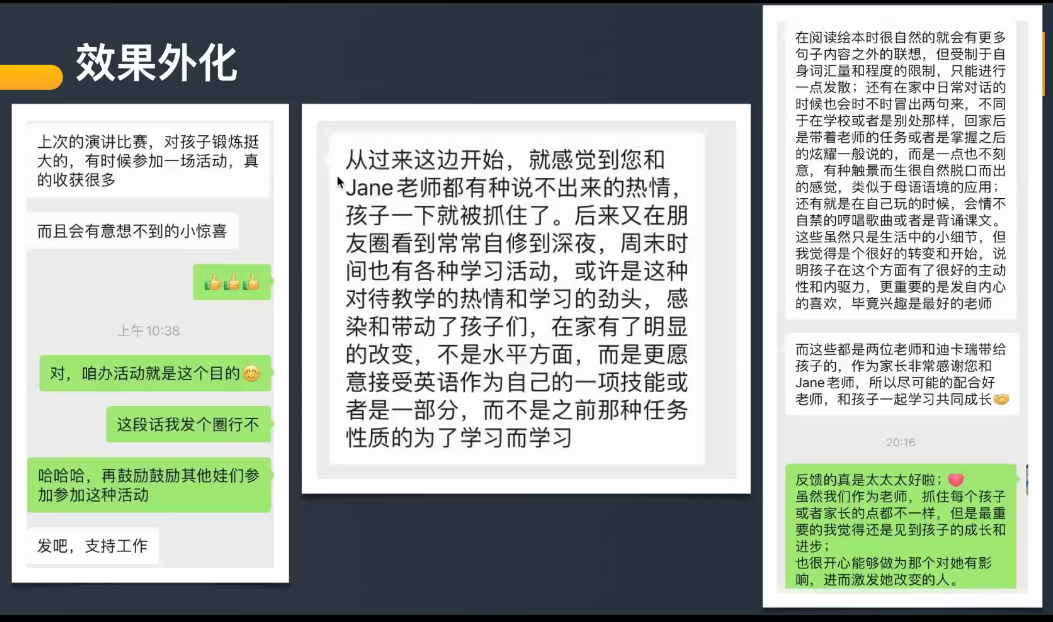 效果外化
上次的演讲比赛，对孩子锻炼挺
大的，有时候参加一场活动，真
的收获很多
而且会有意想不到的小惊喜
👍👍👍
上午10:38
对，咱办活动就是这个目的😊
这段话我发个圈行不
哈哈哈，再鼓励鼓励其他娃们参
加参加这种活动
发吧，支持工作
从过来这边开始，就感觉到您和
Jane老师都有种说不出来的热情，
孩子一下就被抓住了。后来又在朋
友圈看到常常自修到深夜，周末时
间也有各种学习活动，或许是这种
对待教学的热情和学习的劲头，感
染和带动了孩子们，在家有了明显
的改变，不是水平方面，而是更愿
意接受英语作为自己的一项技能或
者是一部分，而不是之前那种任务
性质的为了学习而学习
在阅读绘本时很自然的就会有更多
句子内容之外的联想，但受制于自
身词汇量和程度的限制，只能进行
一点发散；还有在家中日常对话的
时候也会时不时冒出两句来，不同
于在学校或者是别处那样，回家后
是带着老师的任务或者是掌握之后
的炫耀一般说的，而是一点也不刻
意，有种触景而生很自然脱口而出
的感觉，类似于母语语境的应用；
还有就是在自己玩的时候，会情不
自禁的哼唱歌曲或者是背诵课文。
这些虽然只是生活中的小细节，但
我觉得是个很好的转变和开始，说
明孩子在这个方面有了很好的主动
性和内驱力，更重要的是发自内心
的喜欢，毕竟兴趣是最好的老师
而这些都是两位老师和迪卡瑞带给
孩子的，作为家长非常感谢您和
Jane老师，所以尽可能的配合好
老师，和孩子一起学习共同成长🤝
20:16
反馈的真是太太太好啦；❤️
虽然我们作为老师，抓住每个孩子
或者家长的点都不一样，但是最重
要的我觉得还是见到孩子的成长和
进步；
也很开心能够做为那个对她有影
响，进而激发她改变的人。